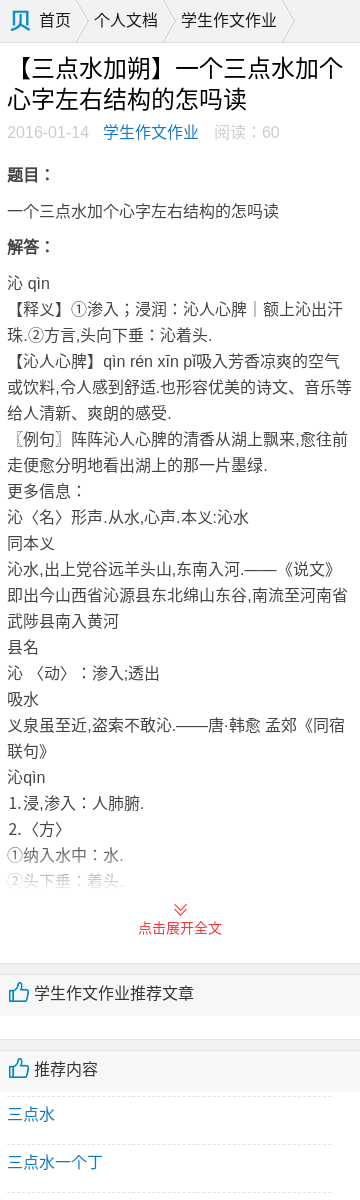 贝 首页 个人文档 学生作文作业
【三点水加朔】一个三点水加个
心字左右结构的怎吗读
2016-01-14 学生作文作业 阅读：60
题目：
一个三点水加个心字左右结构的怎吗读
解答：
沁 qìn
【释义】①渗入；浸润：沁人心脾｜额上沁出汗
珠.②方言,头向下垂：沁着头.
【沁人心脾】qìn rén xīn pǐ吸入芳香凉爽的空气
或饮料,令人感到舒适.也形容优美的诗文、音乐等
给人清新、爽朗的感受.
〖例句〗阵阵沁人心脾的清香从湖上飘来,愈往前
走便愈分明地看出湖上的那一片墨绿.
更多信息：
沁〈名〉形声.从水,心声.本义:沁水
同本义
沁水,出上党谷远羊头山,东南入河.——《说文》
即出今山西省沁源县东北绵山东谷,南流至河南省
武陟县南入黄河
县名
沁 〈动〉：渗入;透出
吸水
义泉虽至近,盗索不敢沁.——唐·韩愈 孟郊《同宿
联句》
沁qìn
⒈浸,渗入：人肺腑.
⒉〈方〉
①纳入水中：水.
②头下垂：着头.
点击展开全文
学生作文作业推荐文章
推荐内容
三点水
三点水一个丁